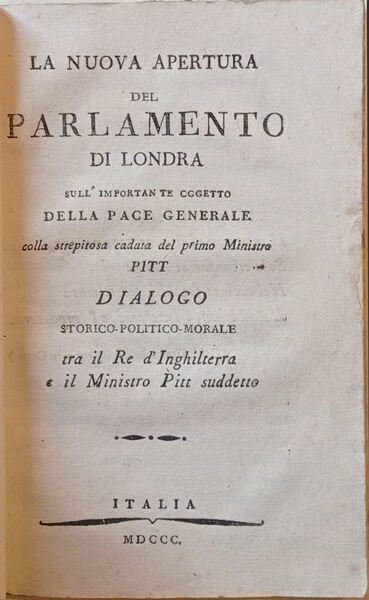 LA NUOVA APERTURA
DEL
PARLAMENTO
DI LONDRA
SULL' IMPORTANTE OGGETTO
DELLA PACE GENERALE
colla strepitosa caduta del primo Ministro
PITT
DIALOGO
STORICO-POLITICO-MORALE
tra il Re d'Inghilterra
e il Ministro Pitt suddetto
ITALIA
MDCCC.